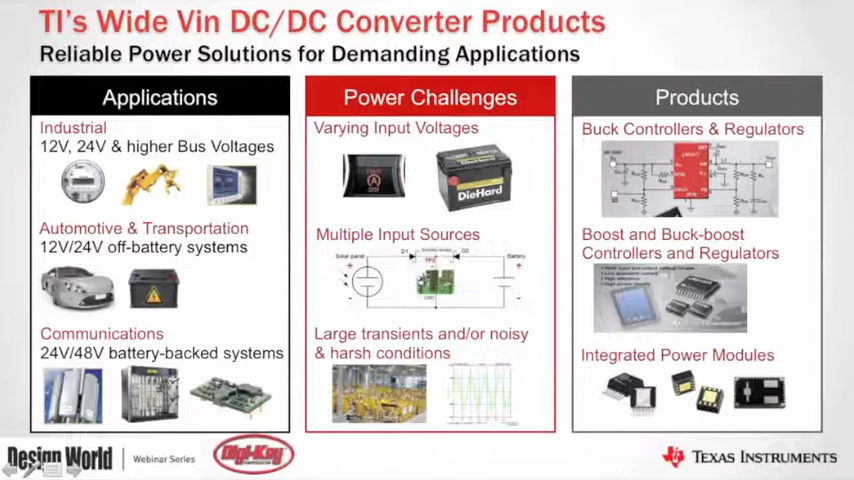 TI's Wide Vin DC/DC Converter Products
Reliable Power Solutions for Demanding Applications
Applications
Industrial
12V, 24V & higher Bus Voltages
Automotive & Transportation
12V/24V off-battery systems
Communications
24V/48V battery-backed systems
Power Challenges
Varying Input Voltages
DieHard
Multiple Input Sources
Solar panel
D1
D2
Battery
Large transients and/or noisy
& harsh conditions
Products
Buck Controllers & Regulators
Boost and Buck-boost
Controllers and Regulators
Integrated Power Modules
Design World
Webinar Series
Digi-Key
CORPORATION
TEXAS INSTRUMENTS